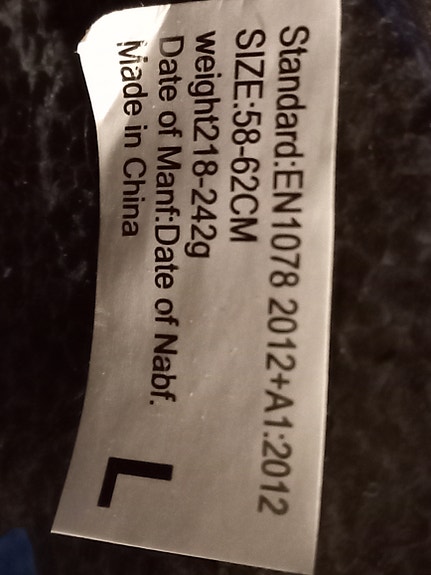 Standard:EN1078 2012+A1:2012
SIZE:58-62CM
weight218-242g
Date of Manf:Date of Nabf.
Made in China
L